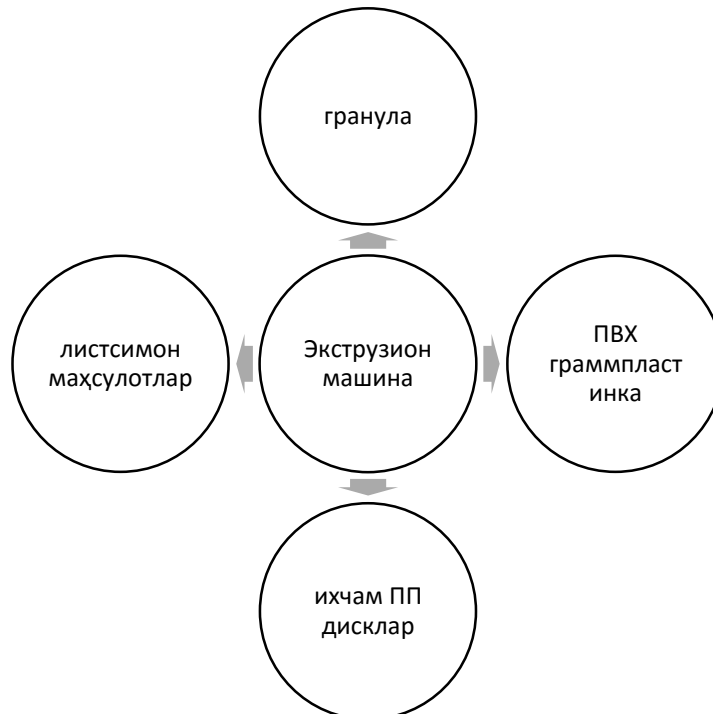 гранула
листсимон
маҳсулотлар
Экструзион
машина
ПВХ
граммпласт
инка
ихчам ПП
дисклар